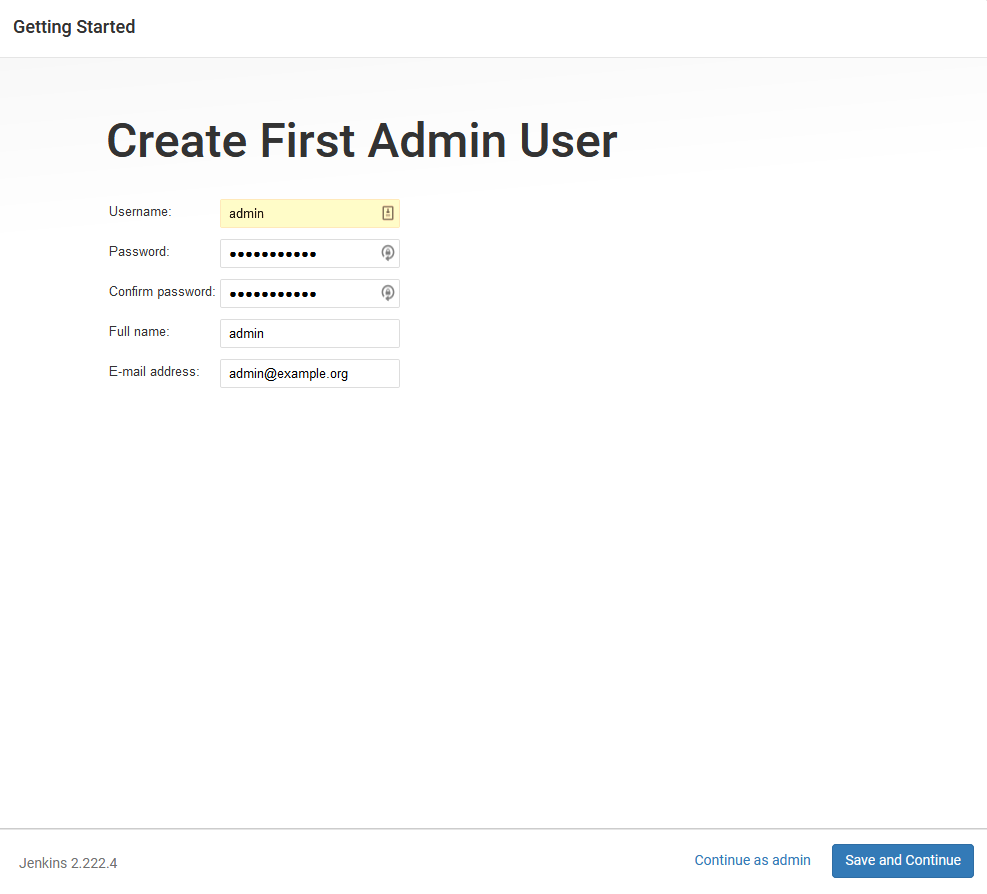 Getting Started
Create First Admin User
Username: admin
Password: •••••••••••
Confirm password: •••••••••••
Full name: admin
E-mail address: admin@example.org
Jenkins 2.222.4 Continue as admin Save and Continue